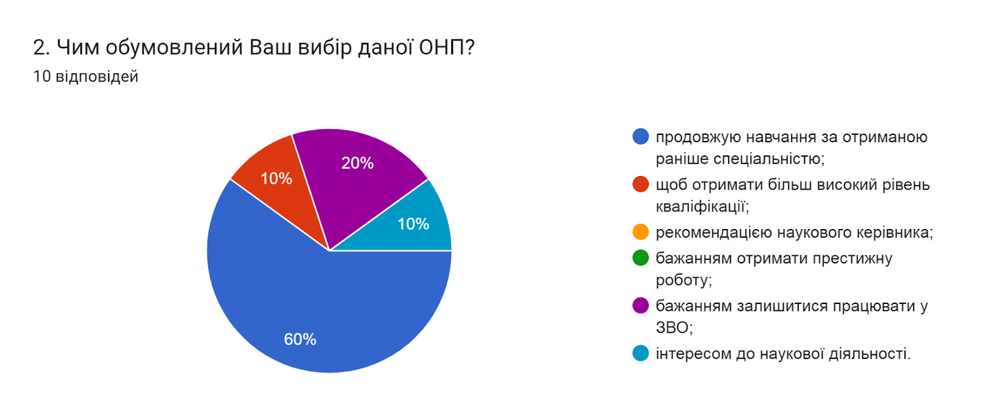 2. Чим обумовлений Ваш вибір даної ОНП?
10 відповідей
20%
10%
10%
60%
продовжую навчання за отриманою
раніше спеціальністю;
щоб отримати більш високий рівень
кваліфікації;
рекомендацією наукового керівника;
бажанням отримати престижну
роботу;
бажанням залишитися працювати у
ЗВО;
інтересом до наукової діяльності.